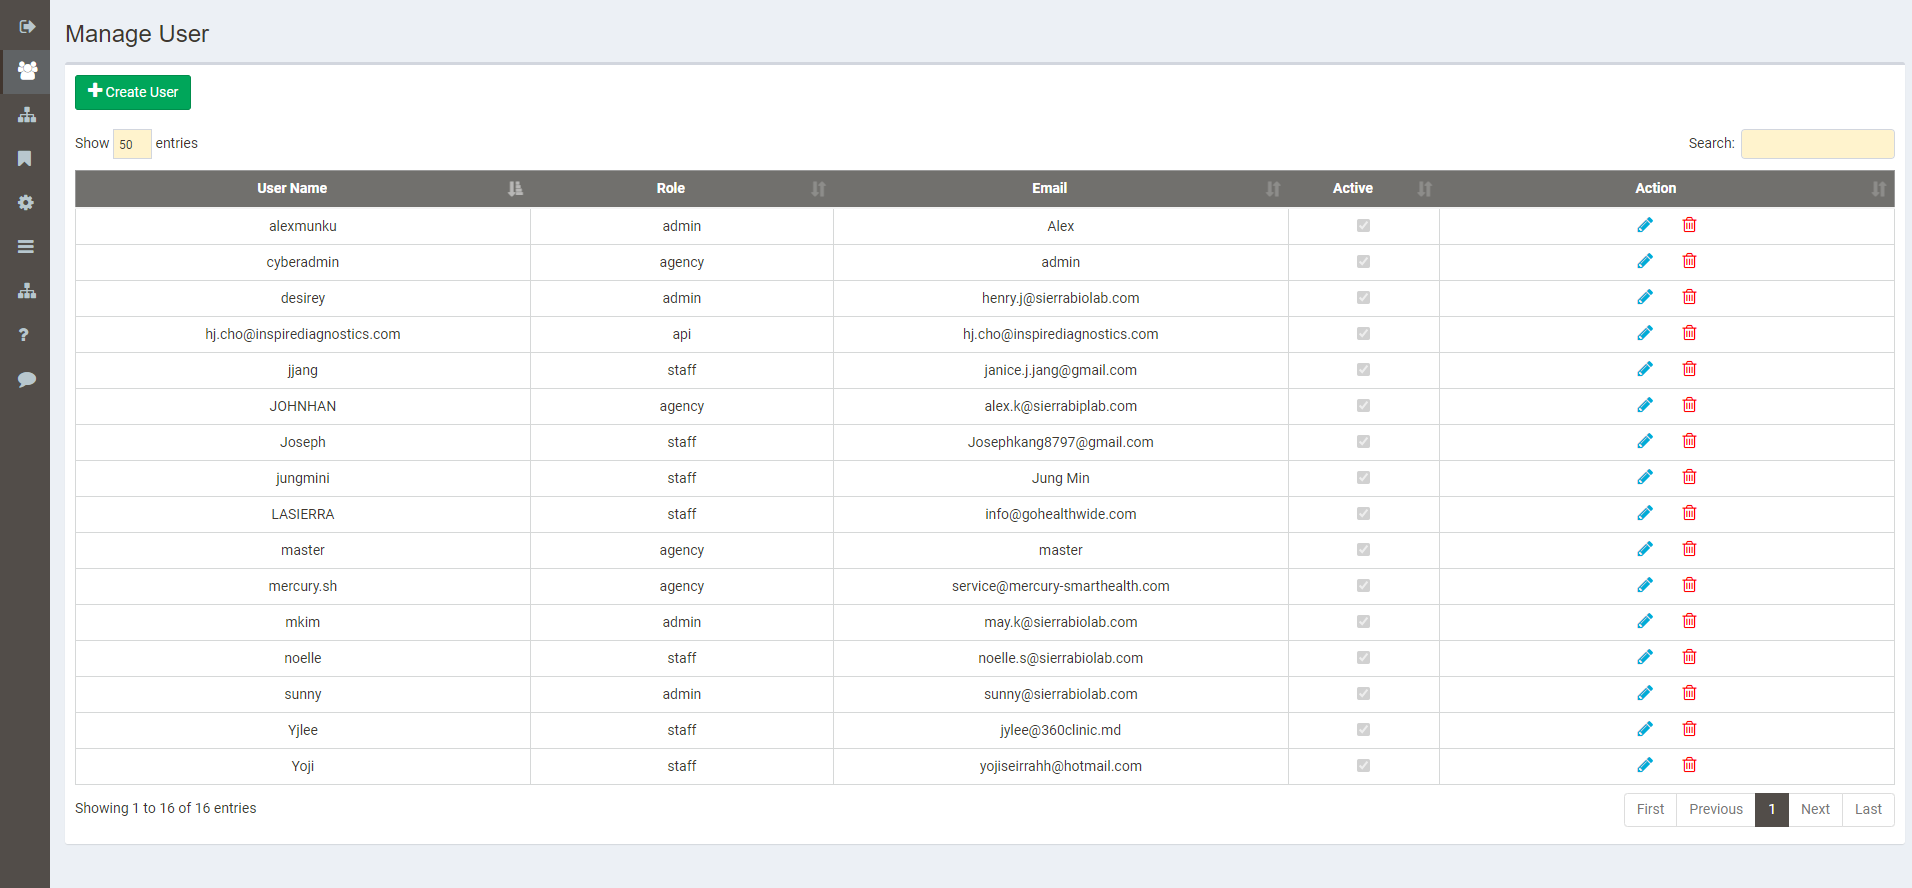 Manage User
Create User
Show 50 entries Search:
User Name Role Email Active Action
alexmunku admin Alex
cyberadmin agency admin
desirey admin henry.j@sierrabiolab.com
hj.cho@inspirediagnostics.com api hj.cho@inspirediagnostics.com
jjang staff janice.j.jang@gmail.com
JOHNHAN agency alex.k@sierrabiplab.com
Joseph staff Josephkang8797@gmail.com
jungmini staff Jung Min
LASIERRA staff info@gohealthwide.com
master agency master
mercury.sh agency service@mercury-smarthealth.com
mkim admin may.k@sierrabiolab.com
noelle staff noelle.s@sierrabiolab.com
sunny admin sunny@sierrabiolab.com
Yjlee staff jylee@360clinic.md
Yoji staff yojiseirrahh@hotmail.com
Showing 1 to 16 of 16 entries First Previous 1 Next Last